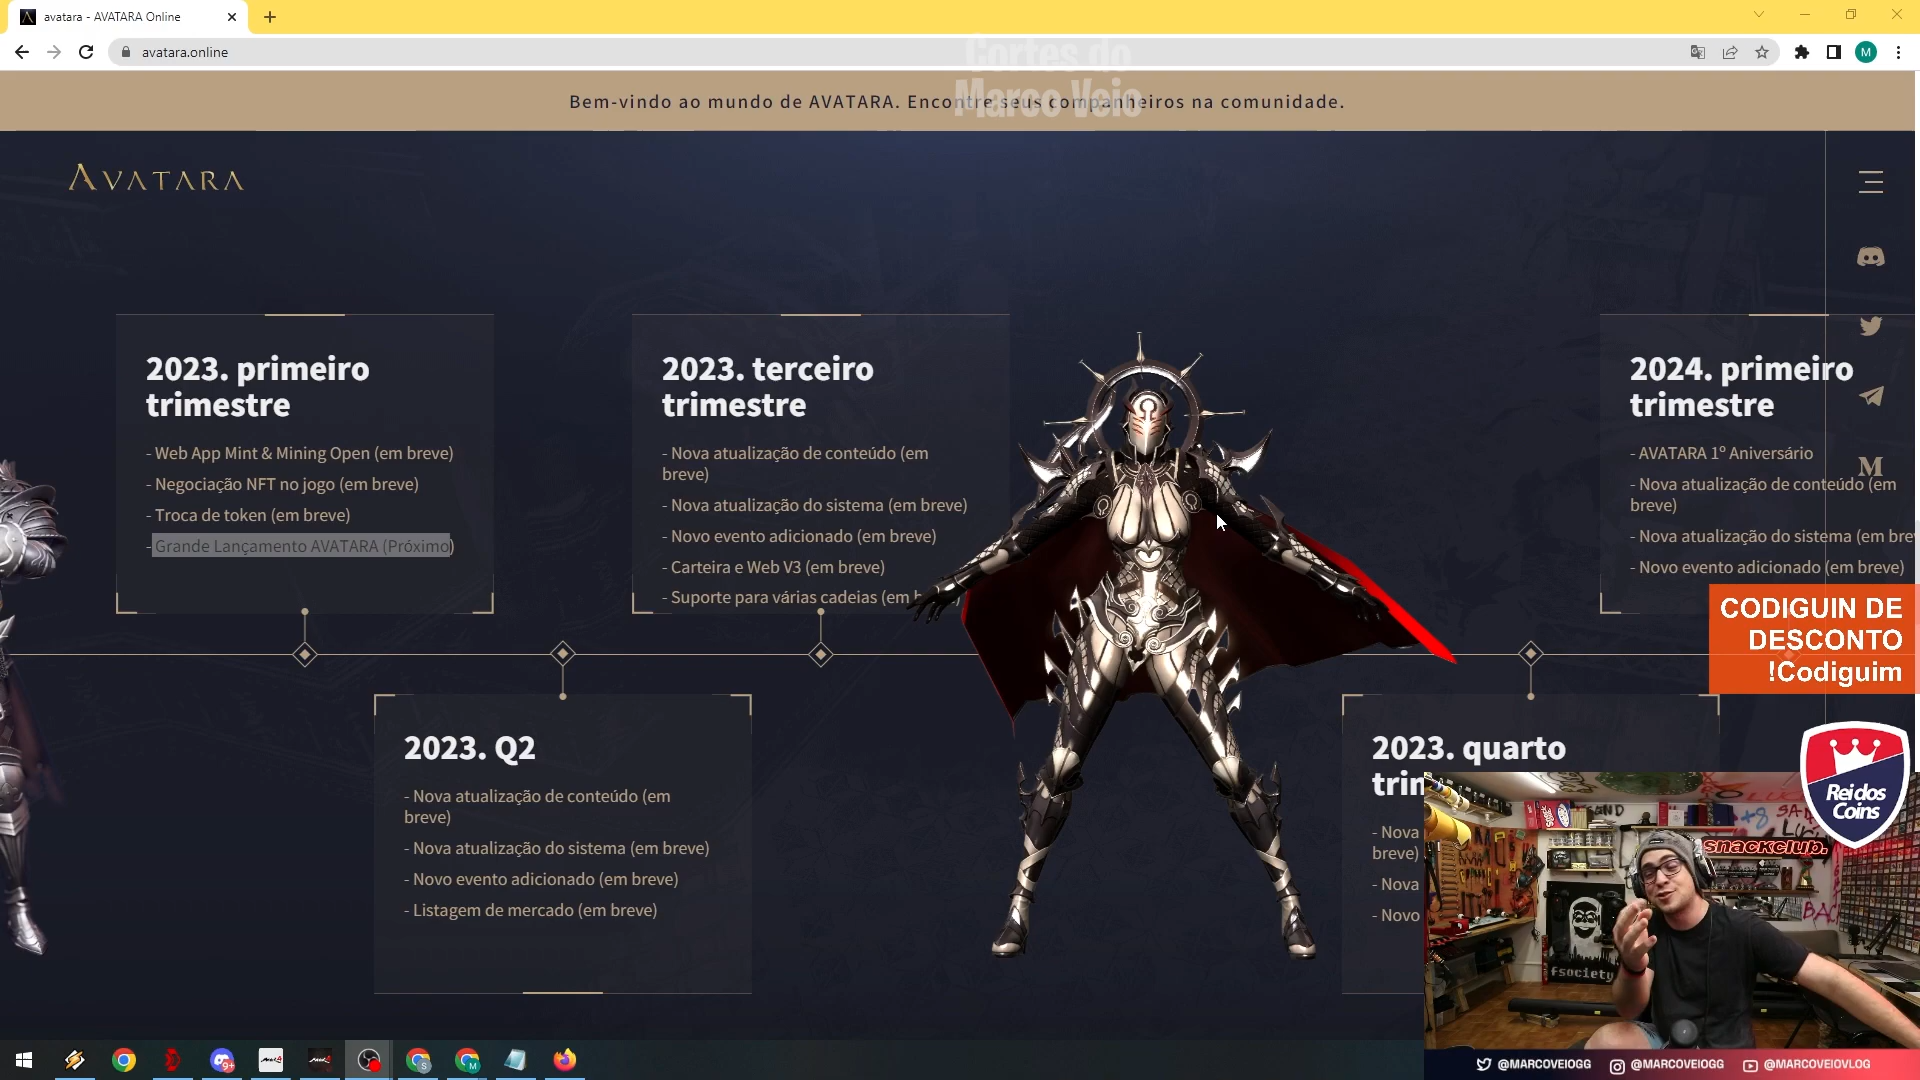 avatara - AVATARA Online
avatara.online
M
Cortes do
Marco Veio
Bem-vindo ao mundo de AVATARA. Encontre seus companheiros na comunidade.
AVATARA
2023. primeiro
trimestre
- Web App Mint & Mining Open (em breve)
- Negociação NFT no jogo (em breve)
- Troca de token (em breve)
- Grande Lançamento AVATARA (Próximo)
2023. terceiro
trimestre
- Nova atualização de conteúdo (em
breve)
- Nova atualização do sistema (em breve)
- Novo evento adicionado (em breve)
- Carteira e Web V3 (em breve)
- Suporte para várias cadeias (em b
2024. primeiro
trimestre
- AVATARA 1º Aniversário
- Nova atualização de conteúdo (em
breve)
- Nova atualização do sistema (em bre
- Novo evento adicionado (em breve)
M
CODIGUIN DE
DESCONTO
!Codiguim
2023. Q2
- Nova atualização de conteúdo (em
breve)
- Nova atualização do sistema (em breve)
- Novo evento adicionado (em breve)
- Listagem de mercado (em breve)
2023. quarto
trim
- Nova
breve)
- Nova
- Novo
Rei dos
Coins
snackclub.
fsociety
9+
S
M
@MARCOVEIOGG
@MARCOVEIOGG
@MARCOVEIOVLOG